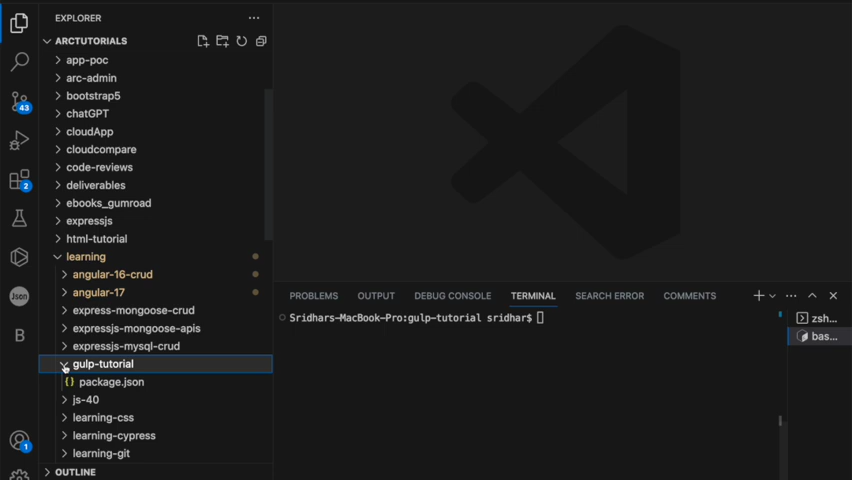 EXPLORER
ARCTUTORIALS
app-poc
arc-admin
bootstrap5
chatGPT
cloudApp
cloudcompare
code-reviews
deliverables
ebooks_gumroad
expressjs
html-tutorial
learning
angular-16-crud
angular-17
express-mongoose-crud
expressjs-mongoose-apis
expressjs-mysql-crud
gulp-tutorial
{} package.json
js-40
learning-css
learning-cypress
learning-git
OUTLINE
43
2
Json
B
1
PROBLEMS OUTPUT DEBUG CONSOLE TERMINAL SEARCH ERROR COMMENTS
Sridhars-MacBook-Pro:gulp-tutorial sridhar$
zsh...
bas...